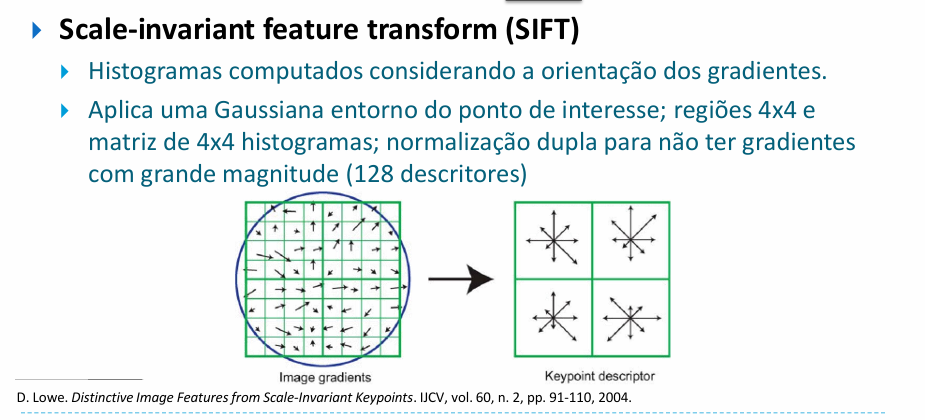 Scale-invariant feature transform (SIFT)
Histogramas computados considerando a orientação dos gradientes.
Aplica uma Gaussiana entorno do ponto de interesse; regiões 4x4 e
matriz de 4x4 histogramas; normalização dupla para não ter gradientes
com grande magnitude (128 descritores)
Image gradients
Keypoint descriptor
D. Lowe. Distinctive Image Features from Scale-Invariant Keypoints. IJCV, vol. 60, n. 2, pp. 91-110, 2004.